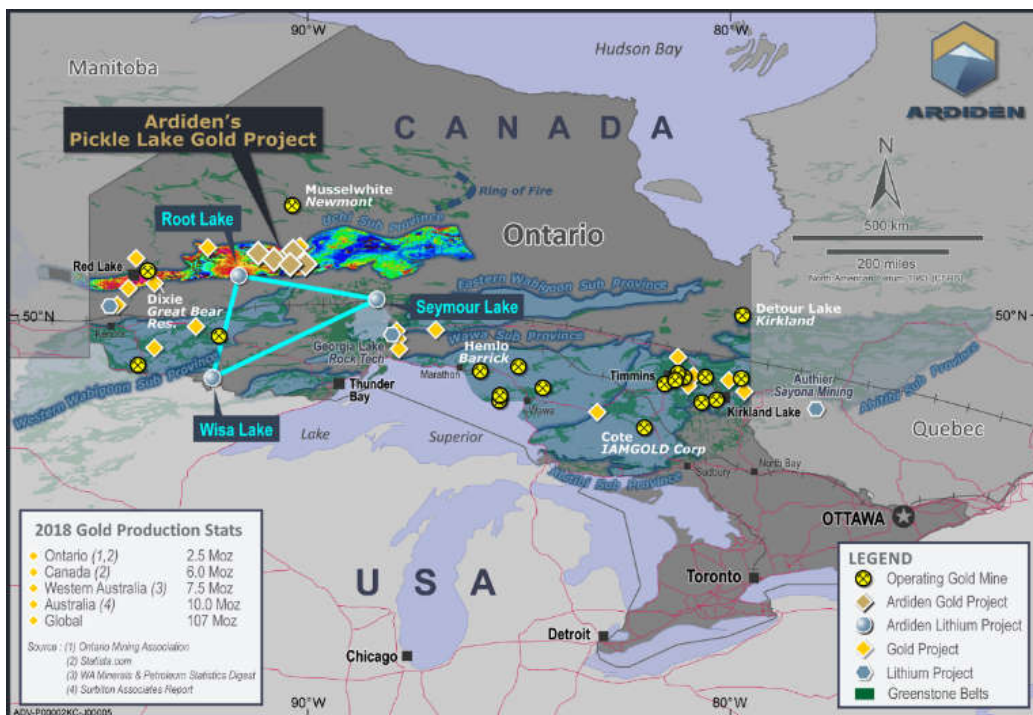 90°W
80°W
Hudson Bay
Manitoba
ARDIDEN
Ardiden's
Pickle Lake Gold Project
CANADA
N
Musselwhite
Newmont
Ring of Fire
Root Lake
Uchi Sub Province
Ontario
500 km
200 miles
Red Lake
Eastern Wabigoon Sub Province
Seymour Lake
Detour Lake
Kirkland
50°N
50°N
Dixie
Great Bear
Res.
Wawa Sub Province
Georgia Lake
Rock Tech
Hemlo
Barrick
Marathon
Timmins
Authier
Sayona Mining
Abitibi Sub Province
Western Wabigoon Sub Province
Thunder
Bay
Wawa
Kirkland Lake
Wisa Lake
Lake
Superior
Cote
IAMGOLD Corp
Quebec
Sudbury
North Bay
Abitibi Sub Province
2018 Gold Production Stats
Ontario (1,2) 2.5 Moz
Canada (2) 6.0 Moz
Western Australia (3) 7.5 Moz
Australia (4) 10.0 Moz
Global 107 Moz
Source : (1) Ontario Mining Association
(2) Statista.com
(3) WA Minerals & Petroleum Statistics Digest
(4) Surbiton Associates Report
OTTAWA
USA
Toronto
Detroit
Chicago
LEGEND
Operating Gold Mine
Ardiden Gold Project
Ardiden Lithium Project
Gold Project
Lithium Project
Greenstone Belts
90°W
80°W